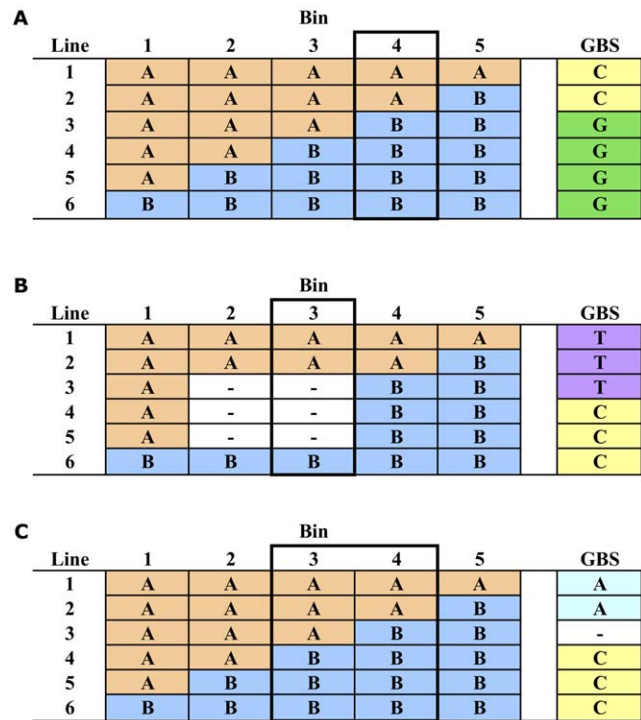 A
Bin
Line 1 2 3 4 5 GBS
1 A A A A A C
2 A A A A B C
3 A A A B B G
4 A A B B B G
5 A B B B B G
6 B B B B B G
B
Bin
Line 1 2 3 4 5 GBS
1 A A A A A T
2 A A A A B T
3 A - - B B T
4 A - - B B C
5 A - - B B C
6 B B B B B C
C
Bin
Line 1 2 3 4 5 GBS
1 A A A A A A
2 A A A A B A
3 A A A B B -
4 A A B B B C
5 A B B B B C
6 B B B B B C